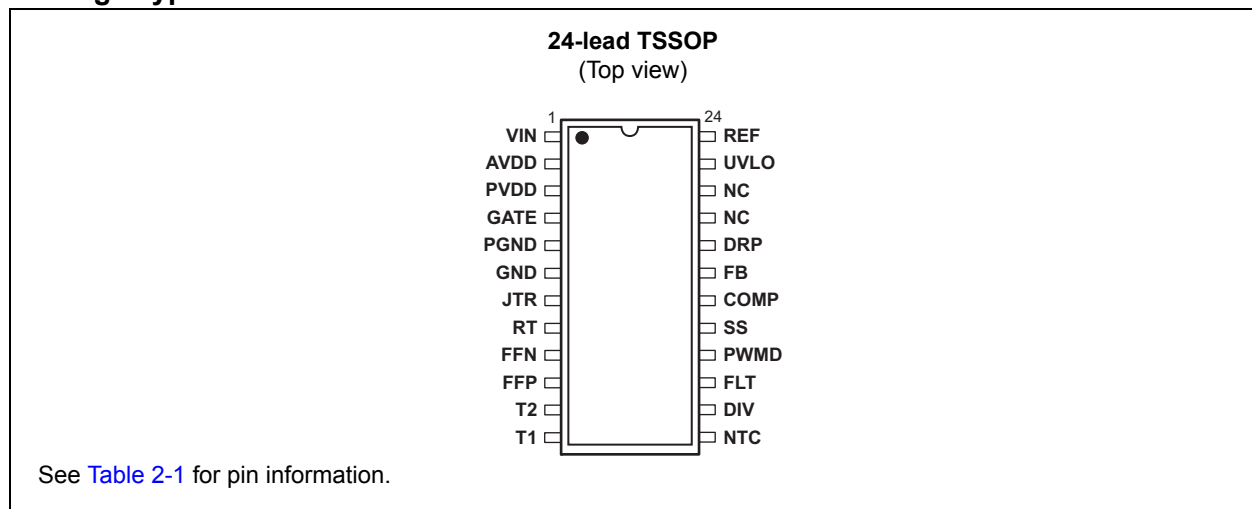 24-lead TSSOP
(Top view)
1 24
VIN REF
AVDD UVLO
PVDD NC
GATE NC
PGND DRP
GND FB
JTR COMP
RT SS
FFN PWMD
FFP FLT
T2 DIV
T1 NTC
See Table 2-1 for pin information.